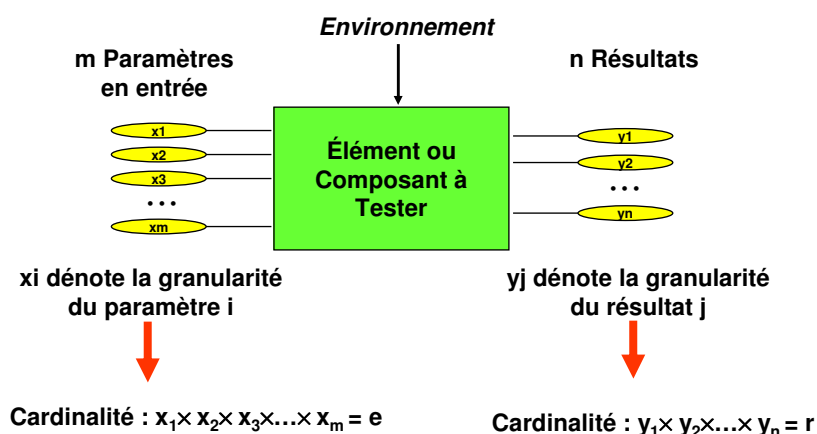 Environnement
m Paramètres
en entrée
n Résultats
x1
x2
x3
...
xm
Élément ou
Composant à
Tester
y1
y2
...
yn
xi dénote la granularité
du paramètre i
yj dénote la granularité
du résultat j
Cardinalité : x₁× x₂× x₃×...× xₘ = e
Cardinalité : y₁× y₂×...× yₙ = r